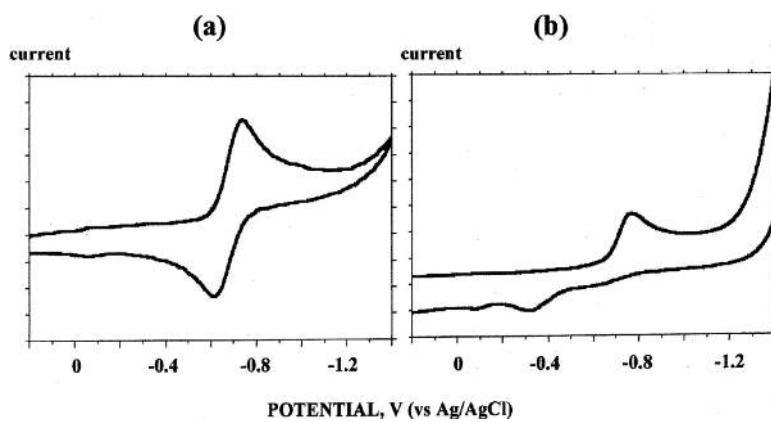 (a) (b)
current current
0 -0.4 -0.8 -1.2 0 -0.4 -0.8 -1.2
POTENTIAL, V (vs Ag/AgCl)